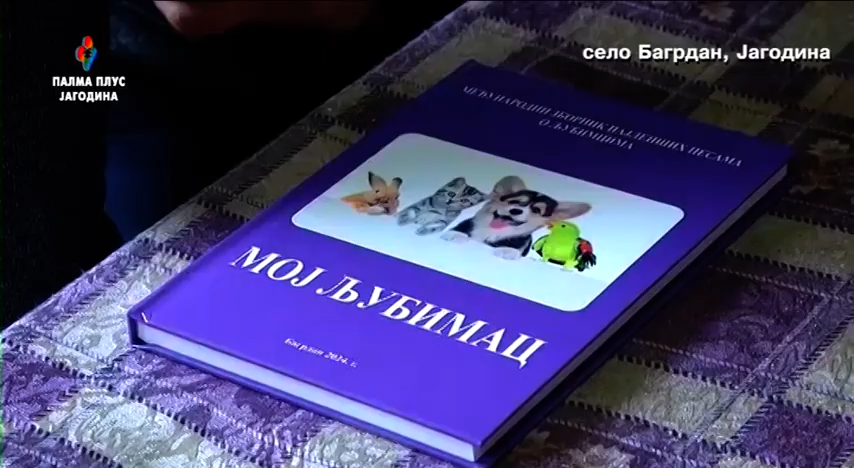 село Багрдан, Јагодина
ПАЛМА ПЛУС
ЈАГОДИНА
МЕЂУНАРОДНИ ЗБОРНИК НАЈЛЕПШИХ ПЕСАМА
О ЉУБИМЦИМА
МОЈ ЉУБИМАЦ
Багрдан 2024. г.